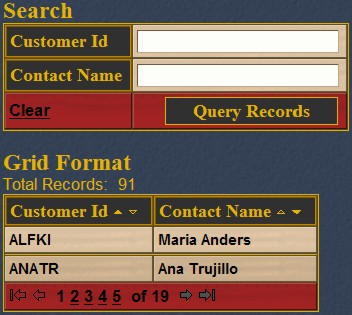 Search
Customer Id
Contact Name
Clear Query Records
Grid Format
Total Records: 91
Customer Id Contact Name
ALFKI Maria Anders
ANATR Ana Trujillo
1 2 3 4 5 of 19